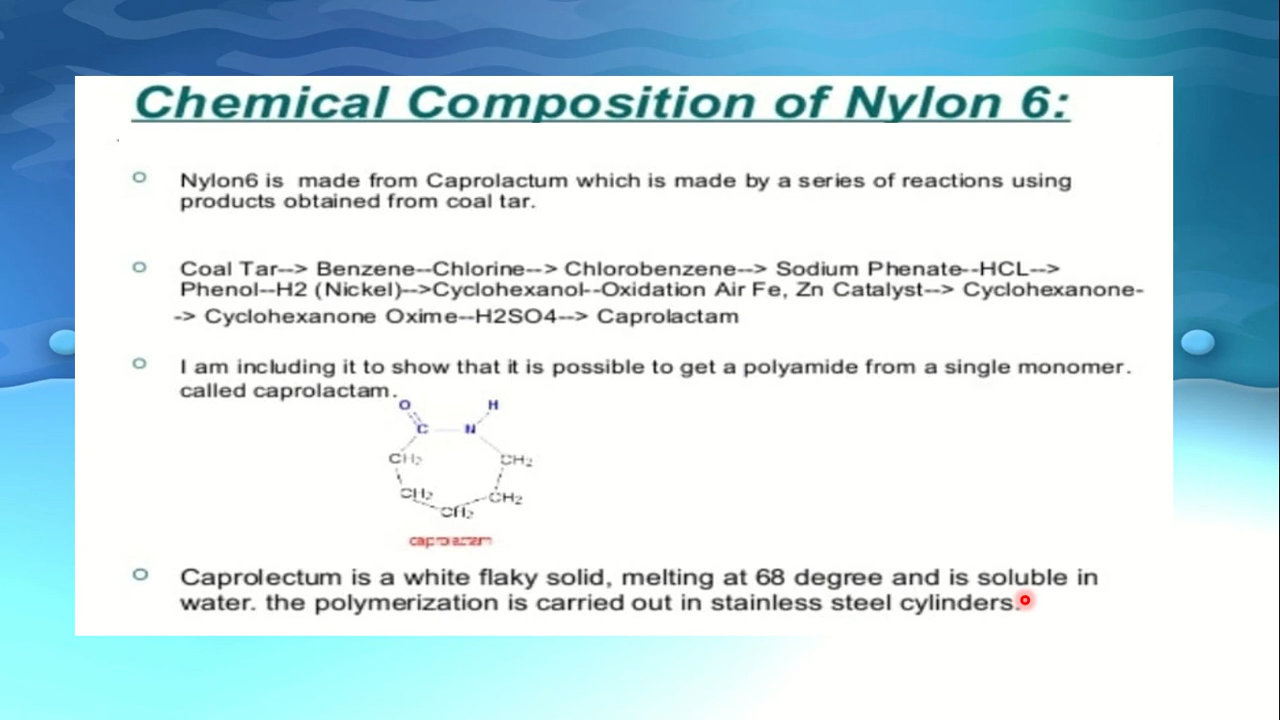 Chemical Composition of Nylon 6:
Nylon6 is made from Caprolactum which is made by a series of reactions using
products obtained from coal tar.
Coal Tar--> Benzene--Chlorine--> Chlorobenzene--> Sodium Phenate--HCL-->
Phenol--H2 (Nickel)-->Cyclohexanol--Oxidation Air Fe, Zn Catalyst--> Cyclohexanone-
-> Cyclohexanone Oxime--H2SO4--> Caprolactam
I am including it to show that it is possible to get a polyamide from a single monomer.
called caprolactam.
O H
C N
CH2 CH2
CH2 CH2
CH2
caprolactam
Caprolectum is a white flaky solid, melting at 68 degree and is soluble in
water. the polymerization is carried out in stainless steel cylinders.